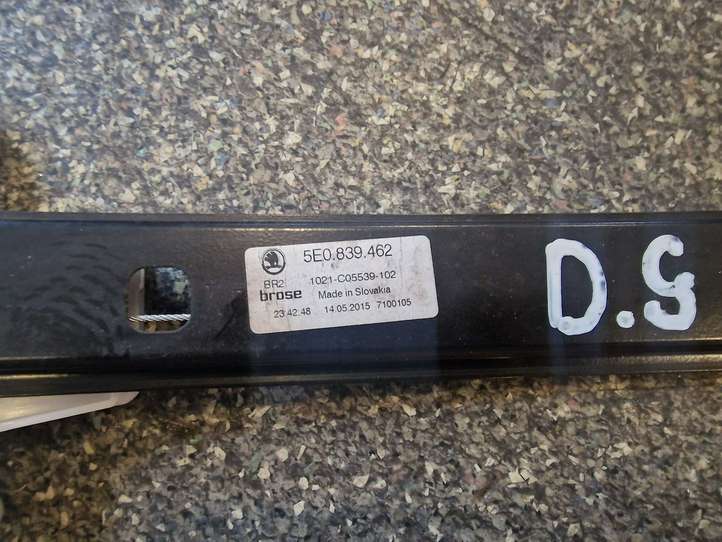 5E0.839.462
BR2 1021-C05539-102
brose Made in Slovakia
23:42:48 14.05.2015 7100105
D.G